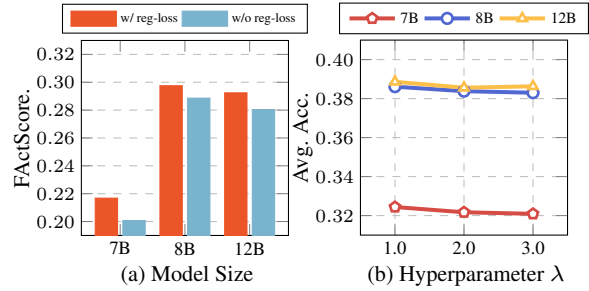 w/ reg-loss w/o reg-loss
FActScore.
0.32
0.30
0.28
0.26
0.24
0.22
0.20
7B 8B 12B
(a) Model Size
7B 8B 12B
Avg. Acc.
0.40
0.38
0.36
0.34
0.32
1.0 2.0 3.0
(b) Hyperparameter λ